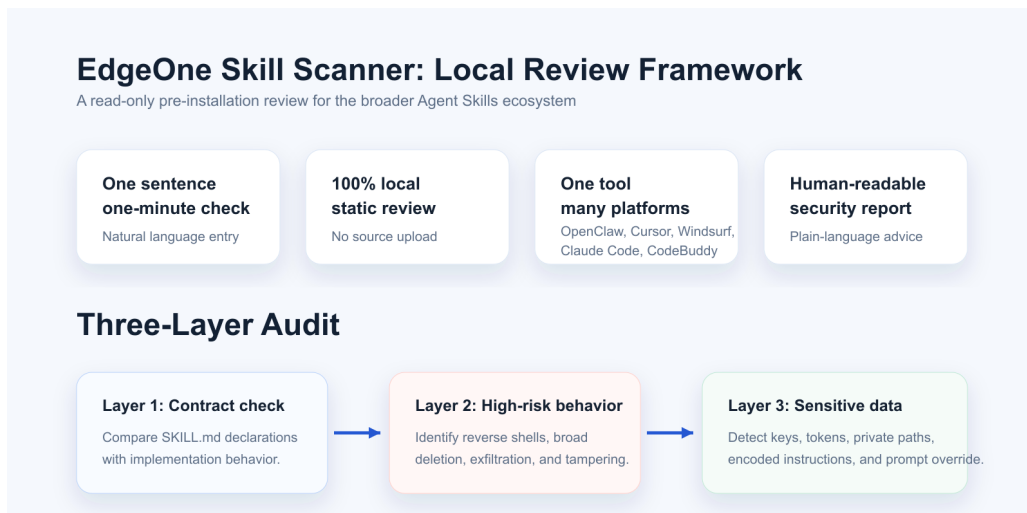 EdgeOne Skill Scanner: Local Review Framework
A read-only pre-installation review for the broader Agent Skills ecosystem
One sentence
one-minute check
Natural language entry
100% local
static review
No source upload
One tool
many platforms
OpenClaw, Cursor, Windsurf,
Claude Code, CodeBuddy
Human-readable
security report
Plain-language advice
Three-Layer Audit
Layer 1: Contract check
Compare SKILL.md declarations
with implementation behavior.
Layer 2: High-risk behavior
Identify reverse shells, broad
deletion, exfiltration, and tampering.
Layer 3: Sensitive data
Detect keys, tokens, private paths,
encoded instructions, and prompt override.